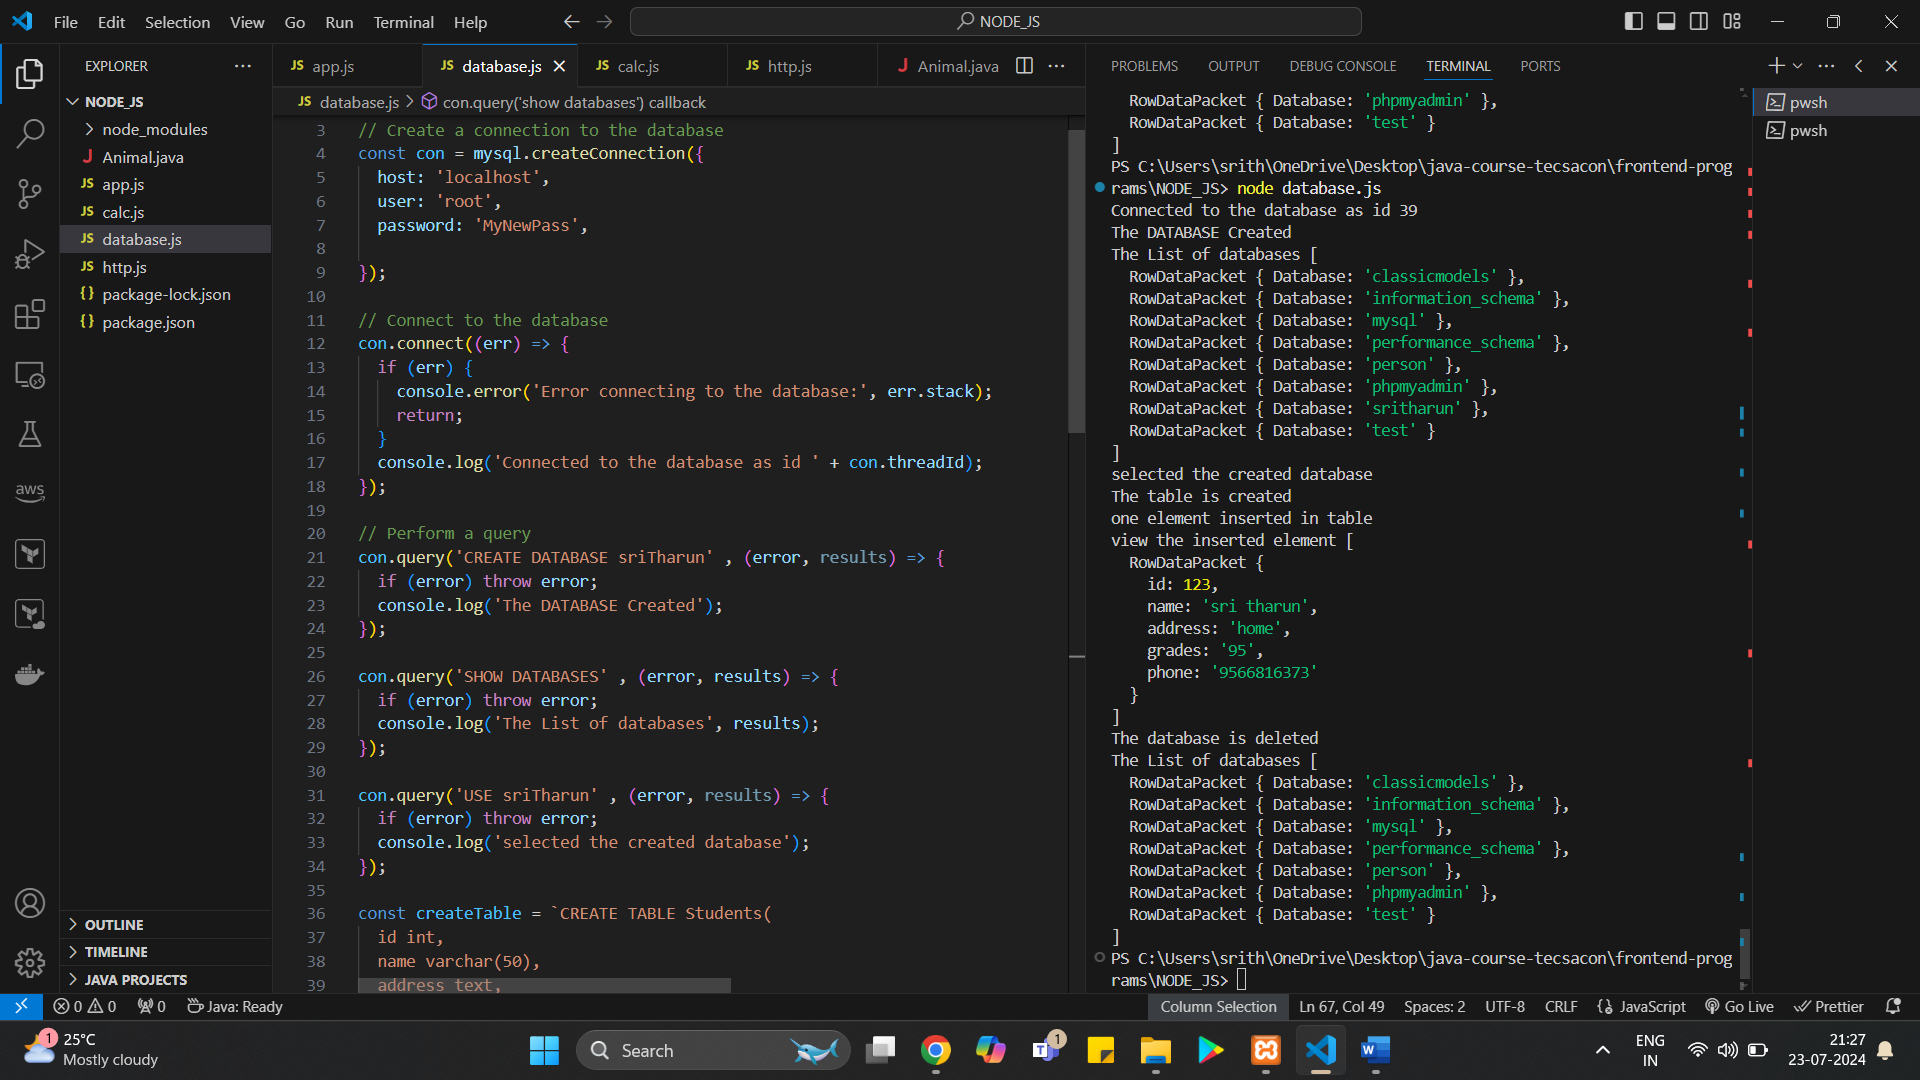 File Edit Selection View Go Run Terminal Help
NODE_JS
EXPLORER
NODE_JS
node_modules
Animal.java
app.js
calc.js
database.js
http.js
package-lock.json
package.json
OUTLINE
TIMELINE
JAVA PROJECTS
app.js database.js calc.js http.js Animal.java
database.js > con.query('show databases') callback
3 // Create a connection to the database
4 const con = mysql.createConnection({
5 host: 'localhost',
6 user: 'root',
7 password: 'MyNewPass',
8
9 });
10
11 // Connect to the database
12 con.connect((err) => {
13 if (err) {
14 console.error('Error connecting to the database:', err.stack);
15 return;
16 }
17 console.log('Connected to the database as id ' + con.threadId);
18 });
19
20 // Perform a query
21 con.query('CREATE DATABASE sriTharun' , (error, results) => {
22 if (error) throw error;
23 console.log('The DATABASE Created');
24 });
25
26 con.query('SHOW DATABASES' , (error, results) => {
27 if (error) throw error;
28 console.log('The List of databases', results);
29 });
30
31 con.query('USE sriTharun' , (error, results) => {
32 if (error) throw error;
33 console.log('selected the created database');
34 });
35
36 const createTable = `CREATE TABLE Students(
37 id int,
38 name varchar(50),
39 address text,
PROBLEMS OUTPUT DEBUG CONSOLE TERMINAL PORTS
pwsh
pwsh
RowDataPacket { Database: 'phpmyadmin' },
RowDataPacket { Database: 'test' }
]
PS C:\Users\srith\OneDrive\Desktop\java-course-tecsacon\frontend-prog
rams\NODE_JS> node database.js
Connected to the database as id 39
The DATABASE Created
The List of databases [
RowDataPacket { Database: 'classicmodels' },
RowDataPacket { Database: 'information_schema' },
RowDataPacket { Database: 'mysql' },
RowDataPacket { Database: 'performance_schema' },
RowDataPacket { Database: 'person' },
RowDataPacket { Database: 'phpmyadmin' },
RowDataPacket { Database: 'sritharun' },
RowDataPacket { Database: 'test' }
]
selected the created database
The table is created
one element inserted in table
view the inserted element [
RowDataPacket {
id: 123,
name: 'sri tharun',
address: 'home',
grades: '95',
phone: '9566816373'
}
]
The database is deleted
The List of databases [
RowDataPacket { Database: 'classicmodels' },
RowDataPacket { Database: 'information_schema' },
RowDataPacket { Database: 'mysql' },
RowDataPacket { Database: 'performance_schema' },
RowDataPacket { Database: 'person' },
RowDataPacket { Database: 'phpmyadmin' },
RowDataPacket { Database: 'test' }
]
PS C:\Users\srith\OneDrive\Desktop\java-course-tecsacon\frontend-prog
rams\NODE_JS>
aws
0 0 0 Java: Ready Column Selection Ln 67, Col 49 Spaces: 2 UTF-8 CRLF {} JavaScript Go Live Prettier
1 25°C
Mostly cloudy
Search
1
ENG
IN
21:27
23-07-2024